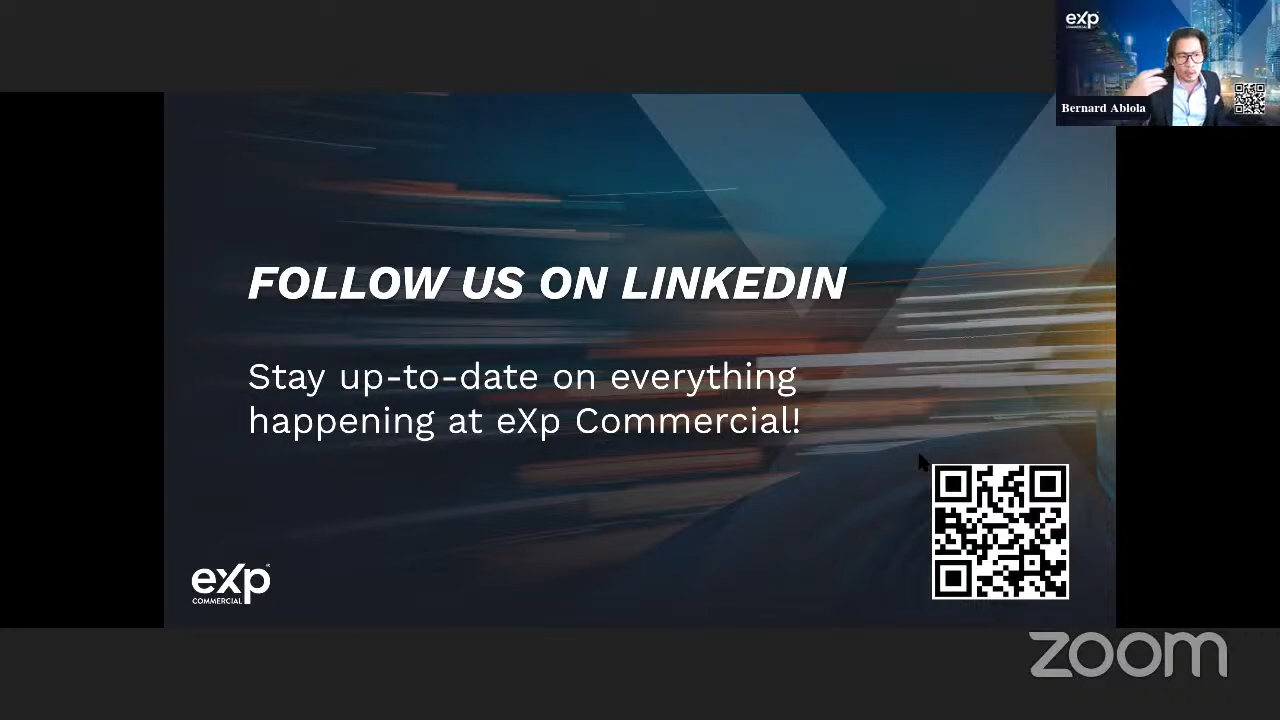 exp
COMMERCIAL
Bernard Ablola
FOLLOW US ON LINKEDIN
Stay up-to-date on everything
happening at eXp Commercial!
eXp
COMMERCIAL
zoom